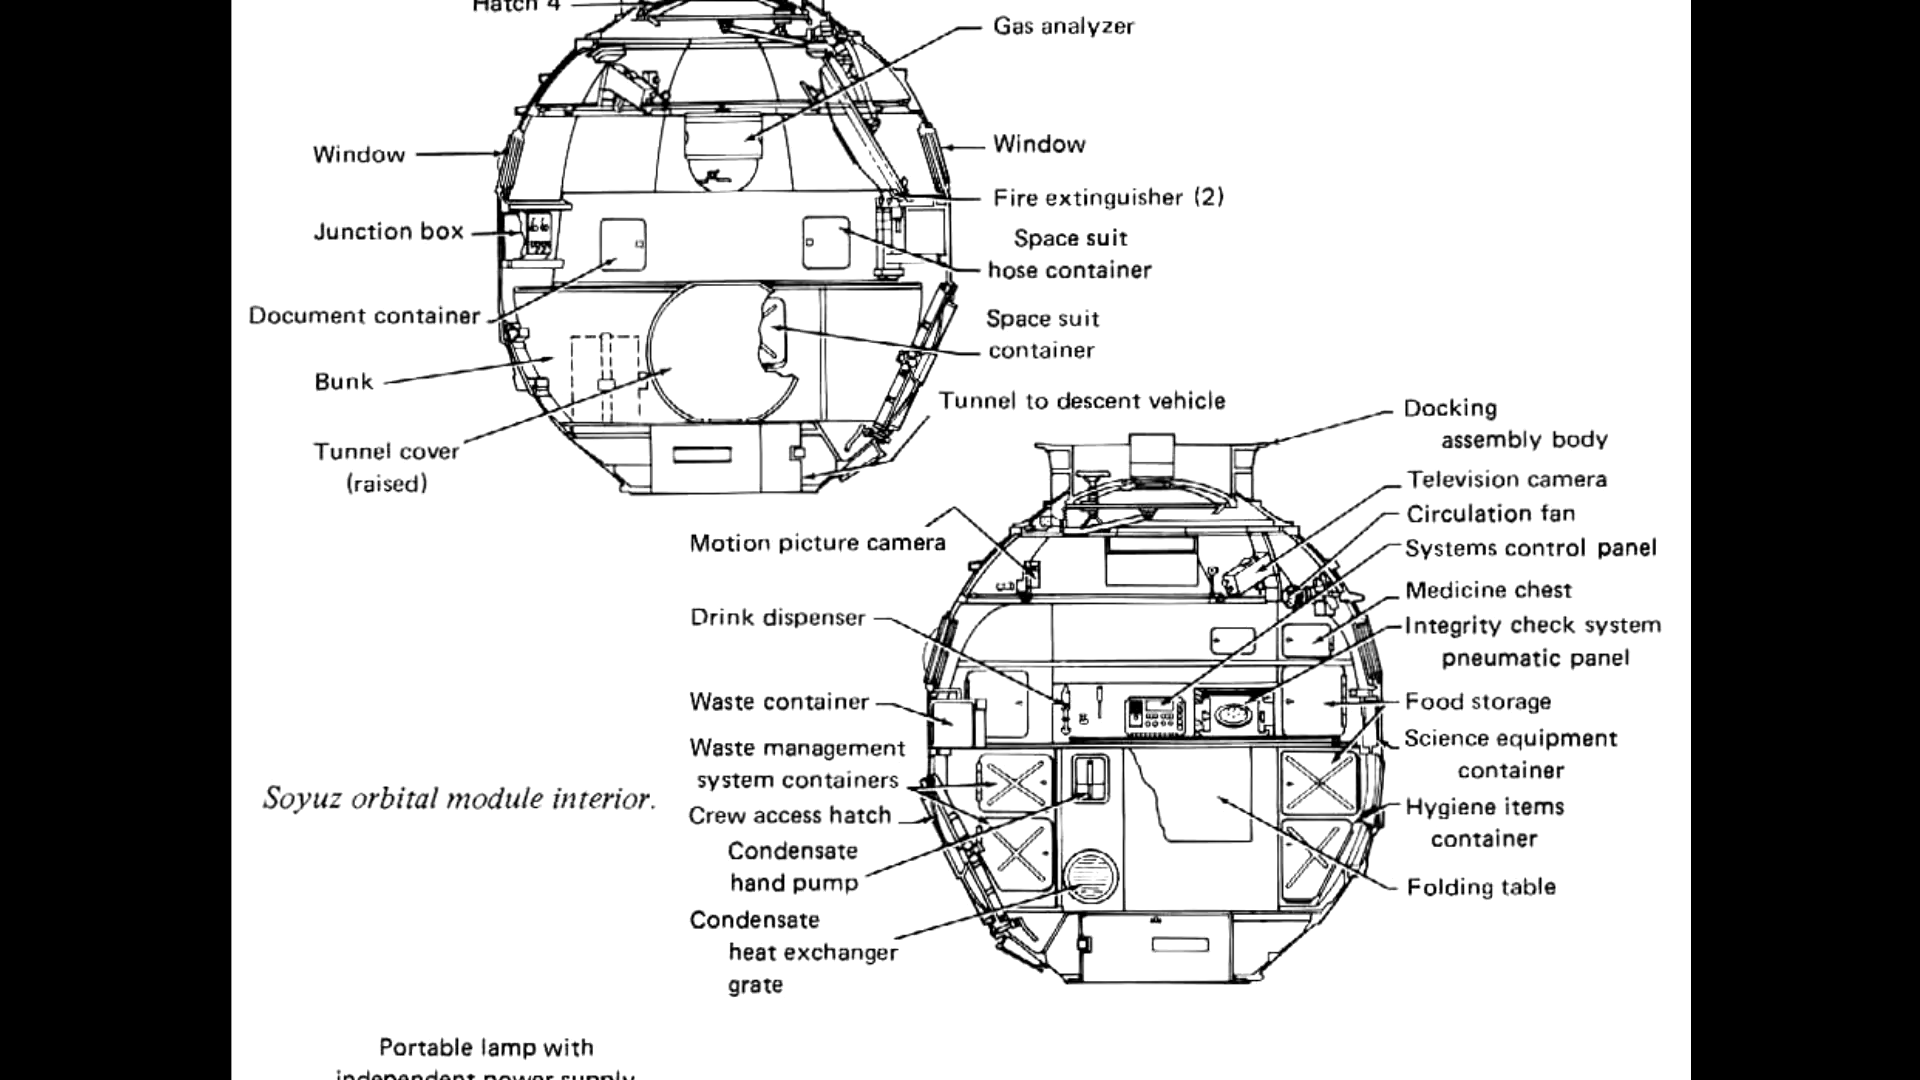 Hatch 4
Gas analyzer
Window
Window
Fire extinguisher (2)
Junction box
Space suit
hose container
Document container
Space suit
container
Bunk
Tunnel to descent vehicle
Tunnel cover
(raised)
Docking
assembly body
Television camera
Circulation fan
Motion picture camera
Systems control panel
Medicine chest
Drink dispenser
Integrity check system
pneumatic panel
Waste container
Food storage
Waste management
system containers
Science equipment
container
Soyuz orbital module interior.
Crew access hatch
Hygiene items
container
Condensate
hand pump
Folding table
Condensate
heat exchanger
grate
Portable lamp with
independent power supply